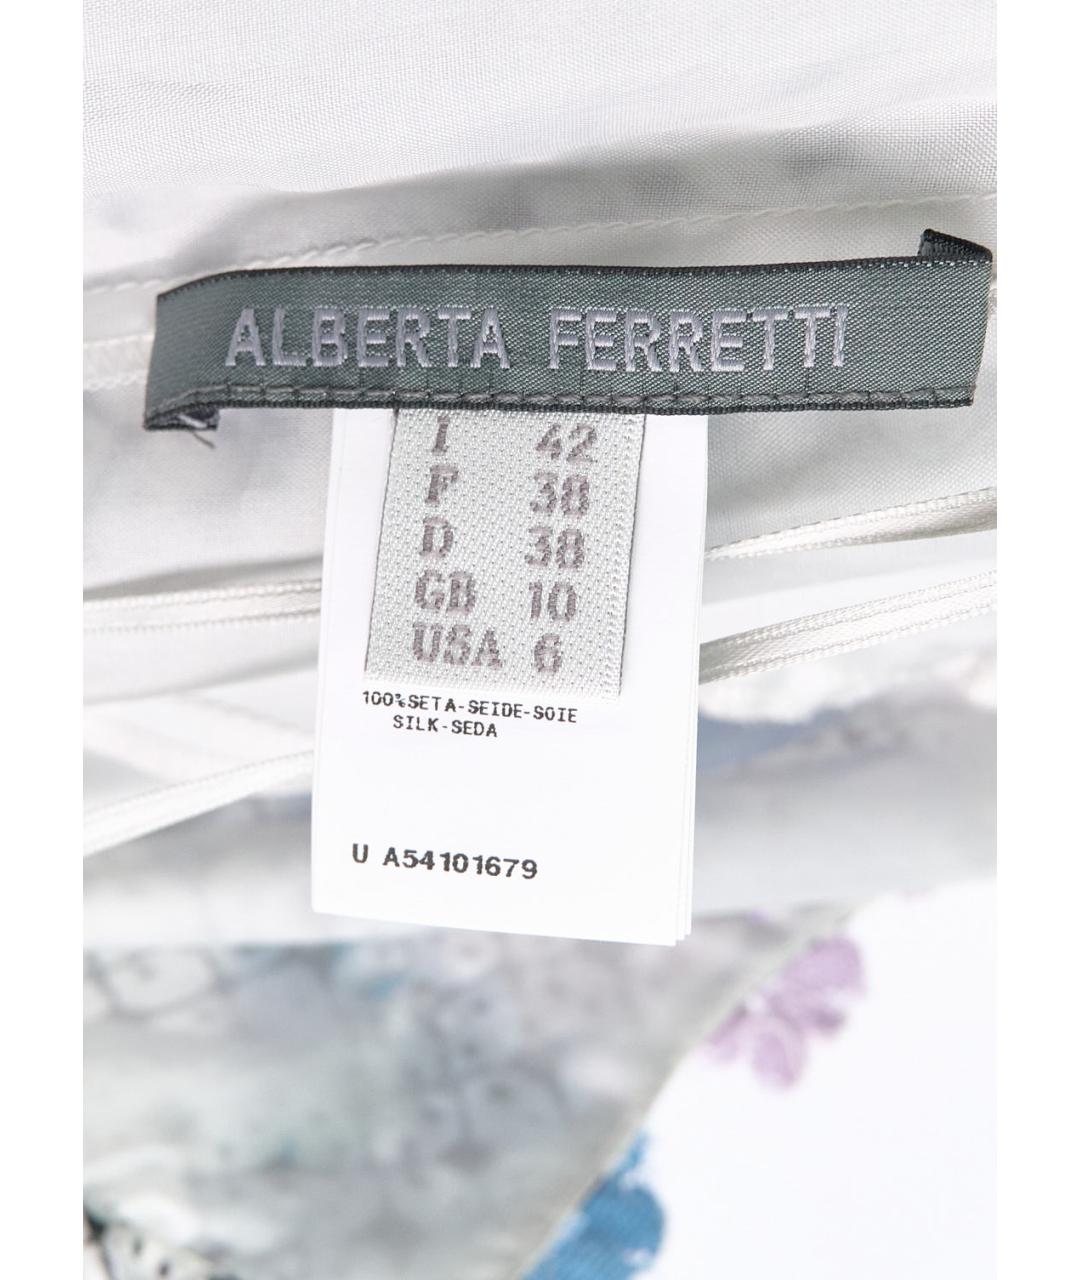 ALBERTA FERRETTI
I 42
F 38
D 38
GB 10
USA 6
100%SETA-SEIDE-SOIE
SILK-SEDA
U A54101679